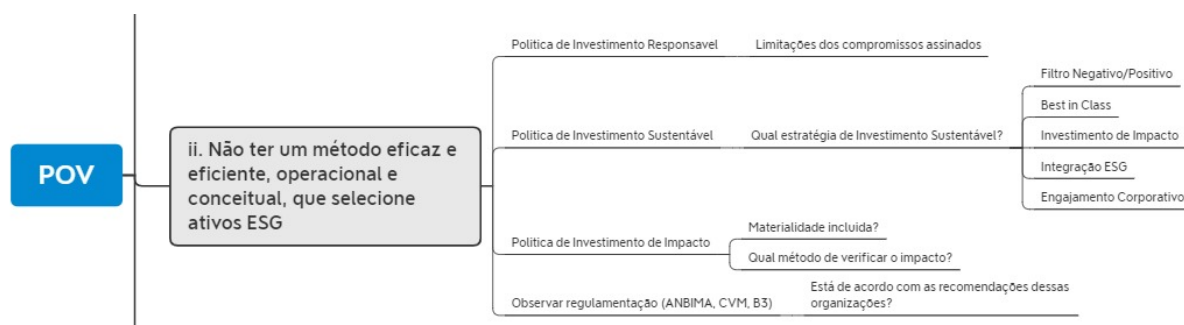 POV
ii. Não ter um método eficaz e
eficiente, operacional e
conceitual, que selecione
ativos ESG
Politica de Investimento Responsavel
Limitações dos compromissos assinados
Politica de Investimento Sustentável
Qual estratégia de Investimento Sustentável?
Filtro Negativo/Positivo
Best in Class
Investimento de Impacto
Integração ESG
Engajamento Corporativo
Politica de Investimento de Impacto
Materialidade incluida?
Qual método de verificar o impacto?
Observar regulamentação (ANBIMA, CVM, B3)
Está de acordo com as recomendações dessas
organizações?